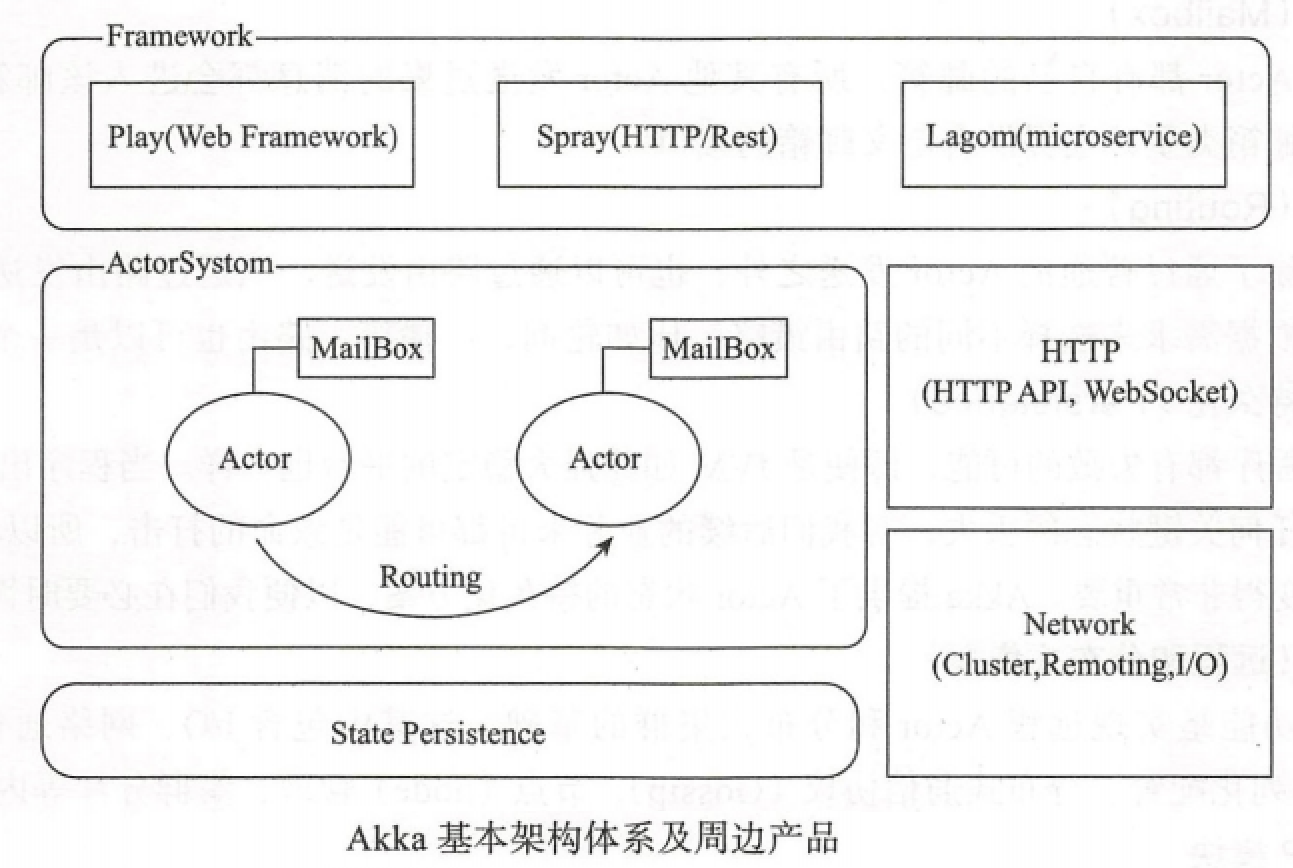 Framework
Play(Web Framework)
Spray(HTTP/Rest)
Lagom(microservice)
ActorSystom
MailBox
MailBox
Actor
Actor
Routing
HTTP
(HTTP API, WebSocket)
Network
(Cluster,Remoting,I/O)
State Persistence
Akka 基本架构体系及周边产品